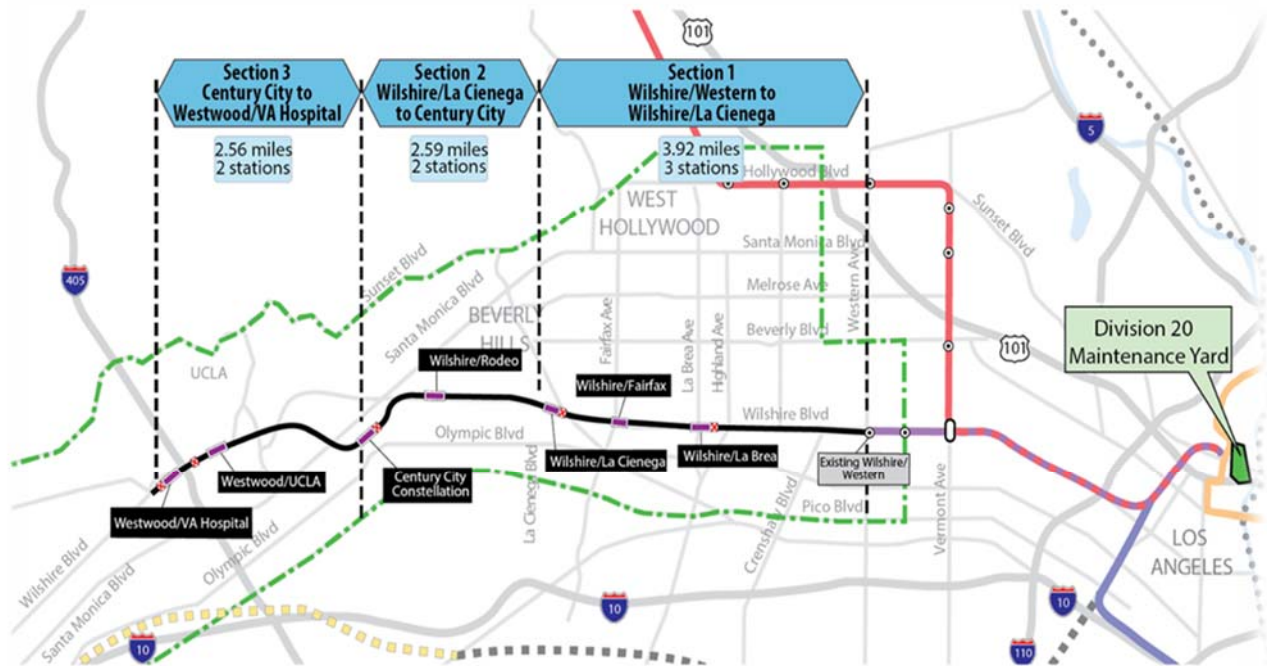 101
Section 3
Century City to
Westwood/VA Hospital
Section 2
Wilshire/La Cienega
to Century City
Section 1
Wilshire/Western to
Wilshire/La Cienega
5
2.56 miles
2 stations
2.59 miles
2 stations
3.92 miles
3 stations
Hollywood Blvd
WEST
HOLLYWOOD
Sunset Blvd
Santa Monica Blvd
Sunset Blvd
405
Western Ave
Melrose Ave
Santa Monica Blvd
BEVERLY
HILLS
Fairfax Ave
La Brea Ave
Highland Ave
Beverly Blvd
101
Division 20
Maintenance Yard
UCLA
Wilshire/Rodeo
Wilshire/Fairfax
Wilshire Blvd
Olympic Blvd
Wilshire/La Cienega
Wilshire/La Brea
Existing Wilshire/
Western
Westwood/UCLA
Century City
Constellation
La Cienega Blvd
Crenshaw Blvd
Pico Blvd
Vermont Ave
Westwood/VA Hospital
LOS
ANGELES
Wilshire Blvd
Santa Monica Blvd
Olympic Blvd
10
10
10
110